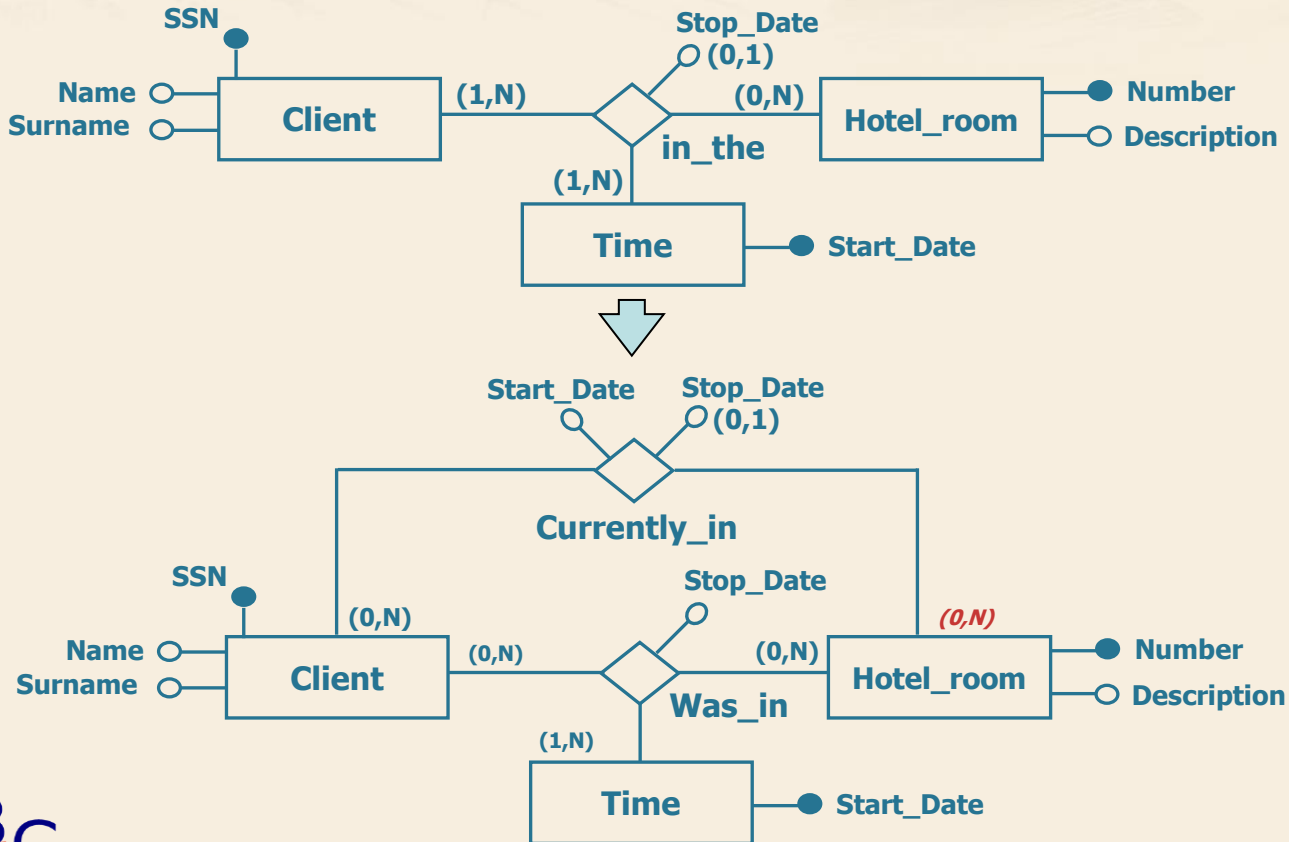 SSN
Stop_Date
(0,1)
Name
Surname
Client
(1,N)
(0,N)
Hotel_room
Number
Description
in_the
(1,N)
Time
Start_Date
Start_Date
Stop_Date
(0,1)
Currently_in
SSN
Stop_Date
(0,N)
(0,N)
Name
Surname
Client
(0,N)
(0,N)
Hotel_room
Number
Description
Was_in
(1,N)
Time
Start_Date